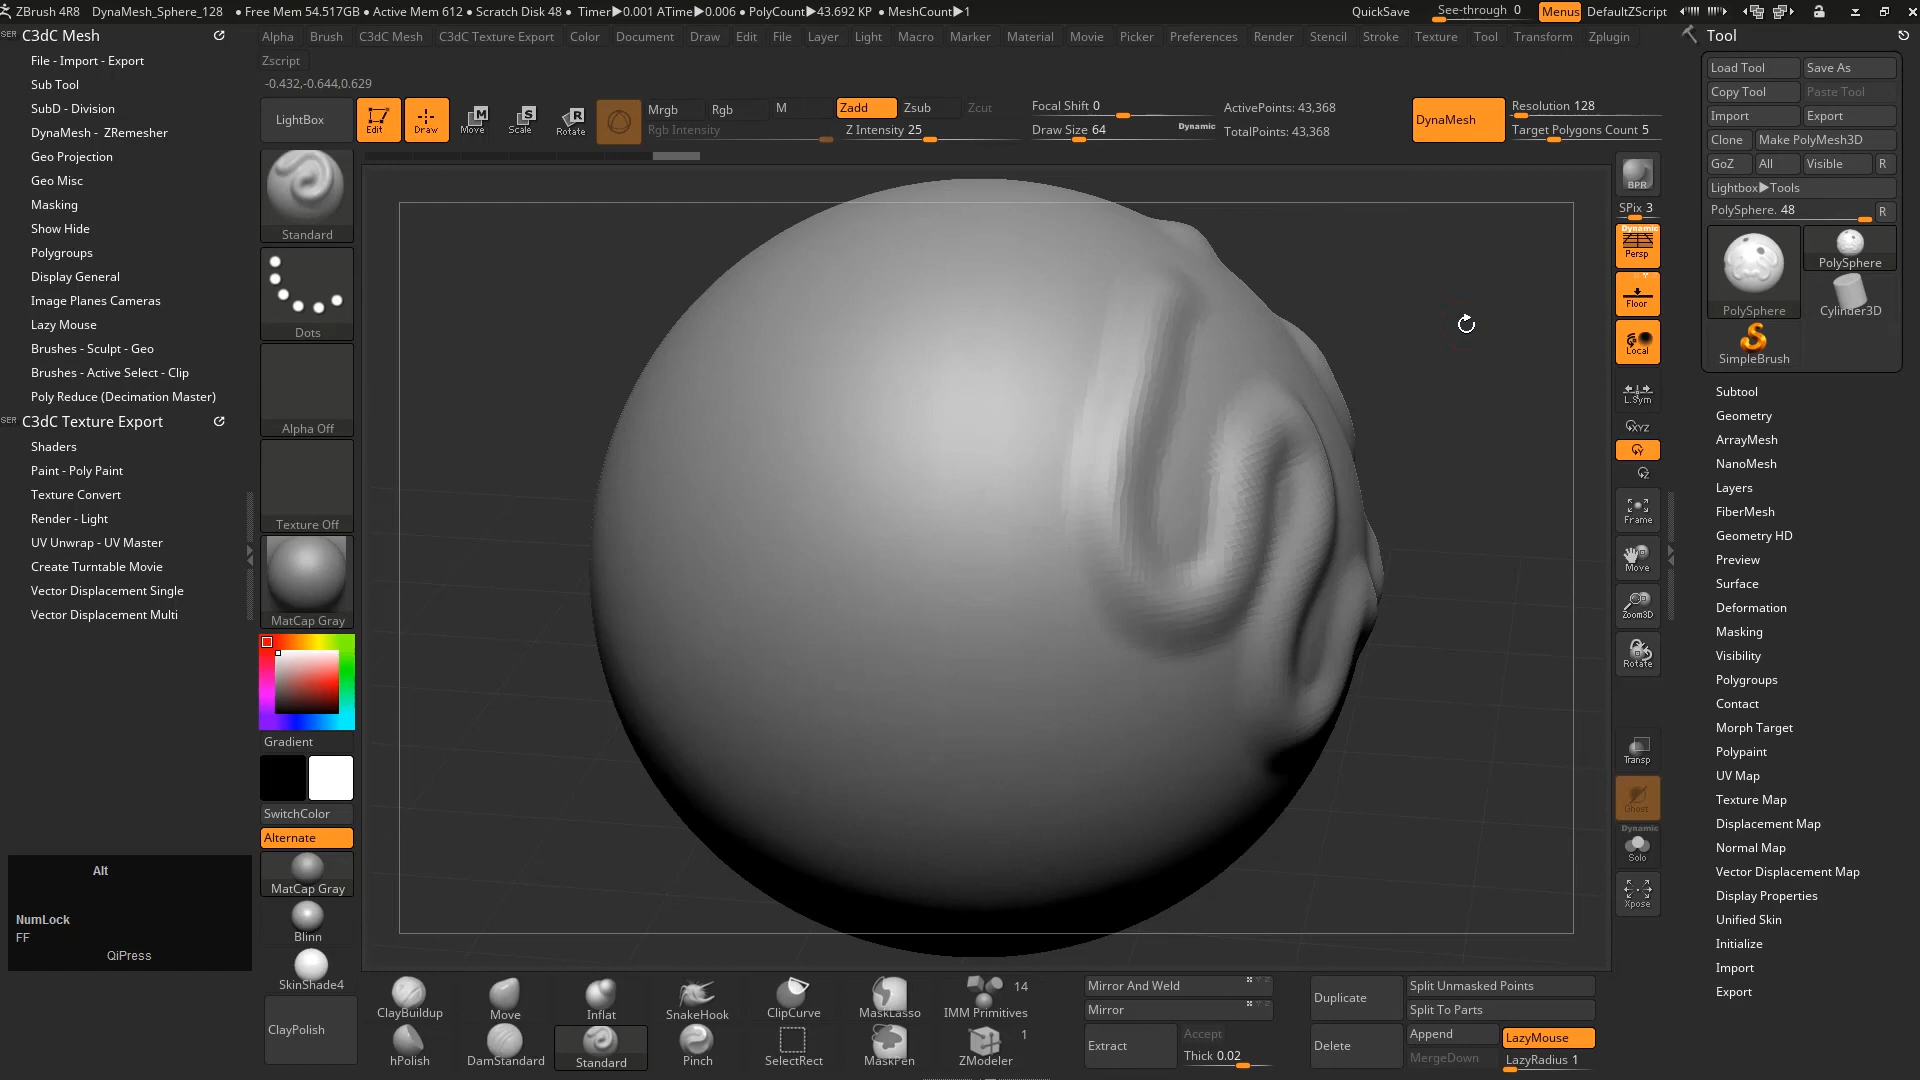 ZBrush 4R8 DynaMesh_Sphere_128 • Free Mem 54.517GB • Active Mem 612 • Scratch Disk 48 • Timer▶0.001 ATime▶0.006 • PolyCount▶43.692 KP • MeshCount▶1 QuickSave See-through 0 Menus DefaultZScript
SER C3dC Mesh
File - Import - Export
Sub Tool
SubD - Division
DynaMesh - ZRemesher
Geo Projection
Geo Misc
Masking
Show Hide
Polygroups
Display General
Image Planes Cameras
Lazy Mouse
Brushes - Sculpt - Geo
Brushes - Active Select - Clip
Poly Reduce (Decimation Master)
SER C3dC Texture Export
Shaders
Paint - Poly Paint
Texture Convert
Render - Light
UV Unwrap - UV Master
Create Turntable Movie
Vector Displacement Single
Vector Displacement Multi
Alt
NumLock
FF
QiPress
Alpha Brush C3dC Mesh C3dC Texture Export Color Document Draw Edit File Layer Light Macro Marker Material Movie Picker Preferences Render Stencil Stroke Texture Tool Transform Zplugin
Zscript
-0.432,-0.644,0.629
LightBox Edit Draw Move Scale Rotate
M S R
Mrgb Rgb M Zadd Zsub Zcut
Rgb Intensity Z Intensity 25
Focal Shift 0
Draw Size 64 Dynamic
ActivePoints: 43,368
TotalPoints: 43,368
DynaMesh
Resolution 128
Target Polygons Count 5
Standard
Dots
Alpha Off
Texture Off
MatCap Gray
Gradient
SwitchColor
Alternate
MatCap Gray
Blinn
SkinShade4
ClayPolish
BPR
SPix 3
Dynamic
Persp
Floor
Local
L.Sym
XYZ
Y
Z
Frame
Move
Zoom3D
Rotate
Transp
Ghost
Dynamic
Solo
Xpose
ClayBuildup Move Inflat SnakeHook ClipCurve MaskLasso IMM Primitives 14
hPolish DamStandard Standard Pinch SelectRect MaskPen ZModeler 1
Mirror And Weld
Mirror
Extract Accept
Thick 0.02
Duplicate Split Unmasked Points
Split To Parts
Delete Append LazyMouse
MergeDown LazyRadius 1
Tool
Load Tool Save As
Copy Tool Paste Tool
Import Export
Clone Make PolyMesh3D
GoZ All Visible R
Lightbox▶Tools
PolySphere. 48 R
PolySphere PolySphere
Cylinder3D
SimpleBrush
Subtool
Geometry
ArrayMesh
NanoMesh
Layers
FiberMesh
Geometry HD
Preview
Surface
Deformation
Masking
Visibility
Polygroups
Contact
Morph Target
Polypaint
UV Map
Texture Map
Displacement Map
Normal Map
Vector Displacement Map
Display Properties
Unified Skin
Initialize
Import
Export